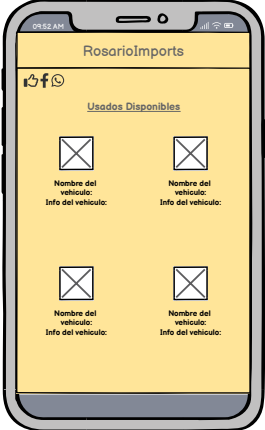 09:52 AM
RosarioImports
Usados Disponibles
Nombre del
vehiculo:
Info del vehiculo:
Nombre del
vehiculo:
Info del vehiculo:
Nombre del
vehiculo:
Info del vehiculo:
Nombre del
vehiculo:
Info del vehiculo: